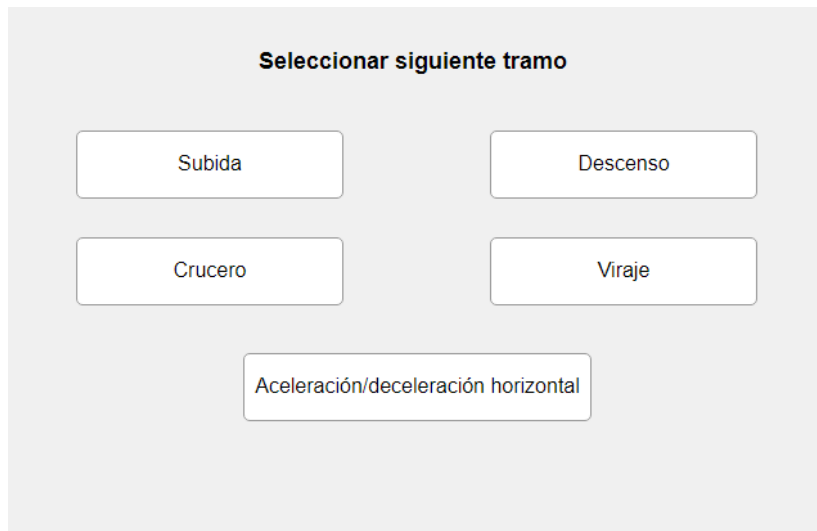 Seleccionar siguiente tramo
Subida
Descenso
Crucero
Viraje
Aceleración/deceleración horizontal